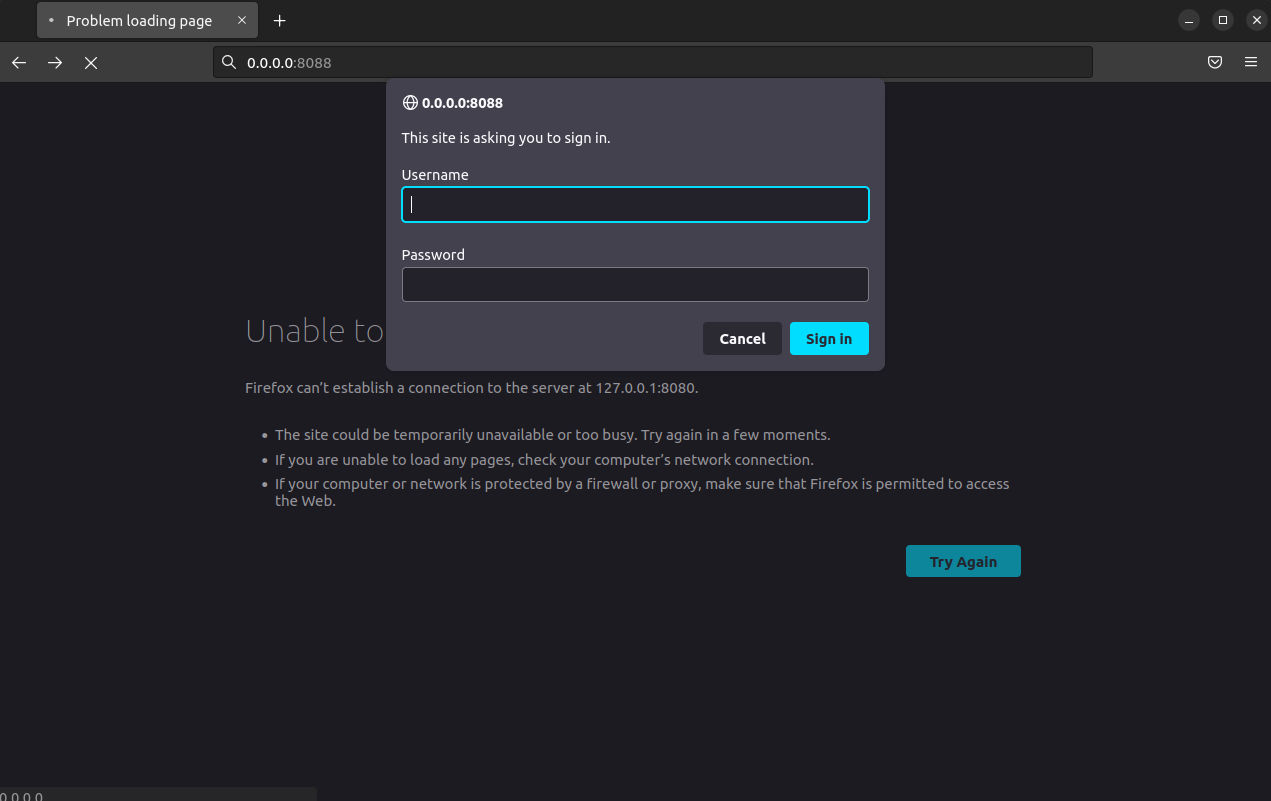 Problem loading page
0.0.0.0:8088
0.0.0.0:8088
This site is asking you to sign in.
Username
Password
Cancel
Sign in
Unable to
Firefox can’t establish a connection to the server at 127.0.0.1:8080.
• The site could be temporarily unavailable or too busy. Try again in a few moments.
• If you are unable to load any pages, check your computer’s network connection.
• If your computer or network is protected by a firewall or proxy, make sure that Firefox is permitted to access
the Web.
Try Again
0.0.0.0